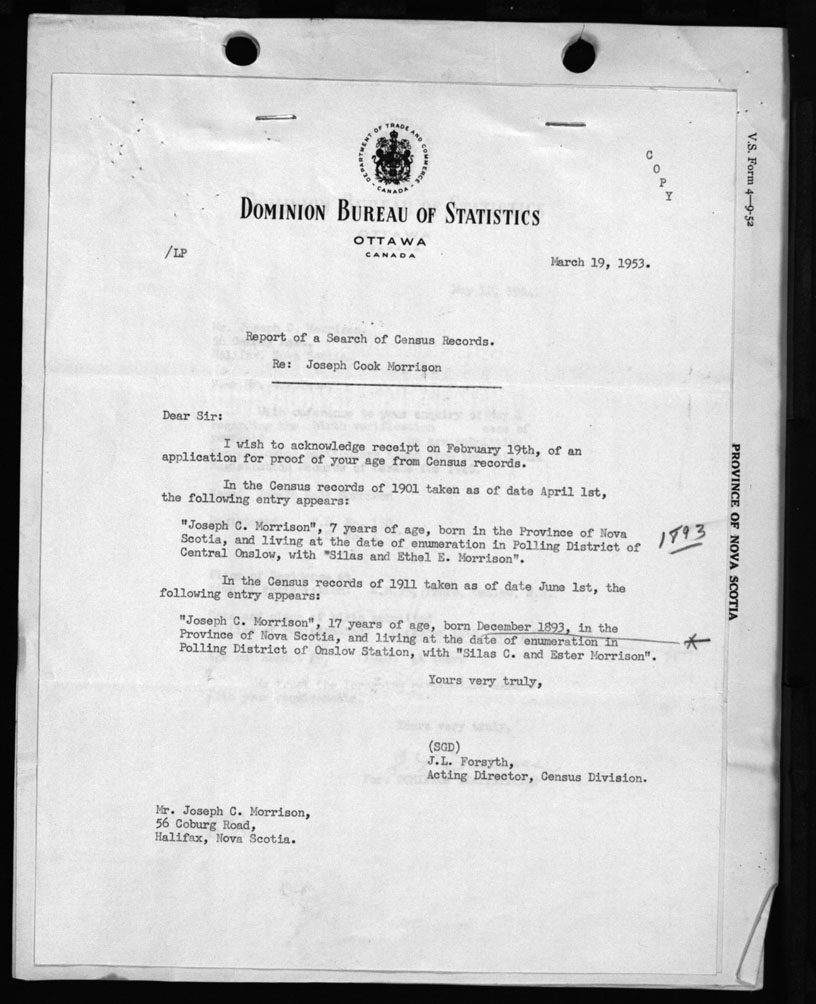 DEPARTMENT OF TRADE AND COMMERCE
CANADA
COPY
DOMINION BUREAU OF STATISTICS
OTTAWA
CANADA
/LP
March 19, 1953.
Report of a Search of Census Records.
Re: Joseph Cook Morrison
Dear Sir:
I wish to acknowledge receipt on February 19th, of an
application for proof of your age from Census records.
In the Census records of 1901 taken as of date April 1st,
the following entry appears:
"Joseph C. Morrison", 7 years of age, born in the Province of Nova
Scotia, and living at the date of enumeration in Polling District of
Central Onslow, with "Silas and Ethel E. Morrison".
1893
In the Census records of 1911 taken as of date June 1st, the
following entry appears:
"Joseph C. Morrison", 17 years of age, born December 1893, in the
Province of Nova Scotia, and living at the date of enumeration in
Polling District of Onslow Station, with "Silas C. and Ester Morrison".
Yours very truly,
(SGD)
J.L. Forsyth,
Acting Director, Census Division.
Mr. Joseph C. Morrison,
56 Coburg Road,
Halifax, Nova Scotia.
V.S. Form 4—9-52
PROVINCE OF NOVA SCOTIA